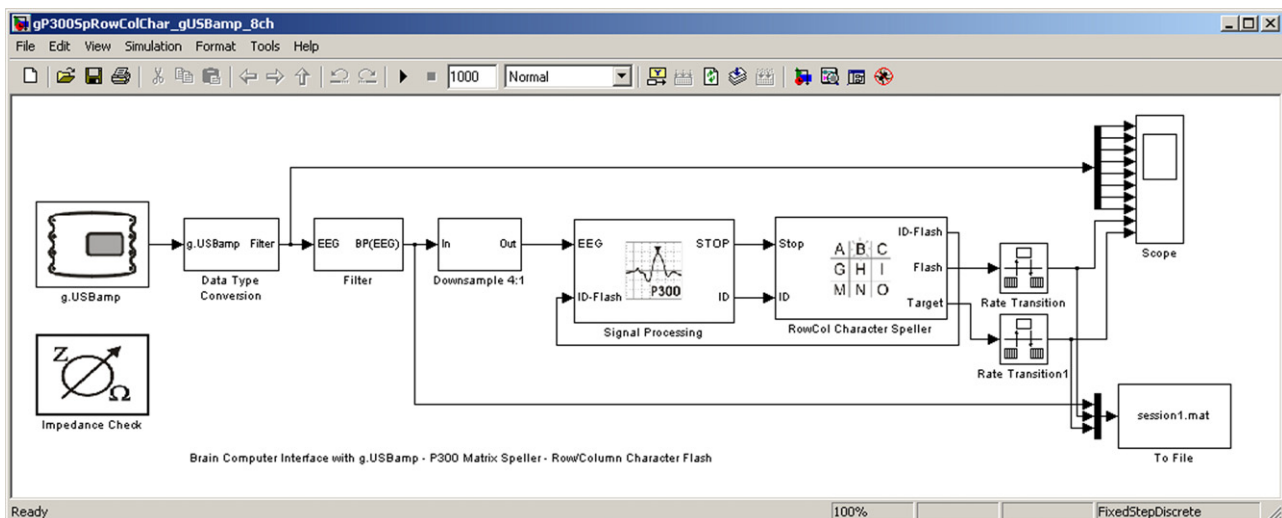 gP300SpRowColChar_gUSBamp_8ch
File Edit View Simulation Format Tools Help
1000 Normal
g.USBamp
g.USBamp Filter
Data Type
Conversion
EEG BP(EEG)
Filter
In Out
Downsample 4:1
EEG STOP
P300
ID-Flash ID
Signal Processing
Stop ID-Flash
A B C
G H I
M N O
Flash
ID Target
RowCol Character Speller
Rate Transition
Rate Transition1
Scope
Z
Ω
Impedance Check
session1.mat
To File
Brain Computer Interface with g.USBamp - P300 Matrix Speller - Row/Column Character Flash
Ready 100% FixedStepDiscrete